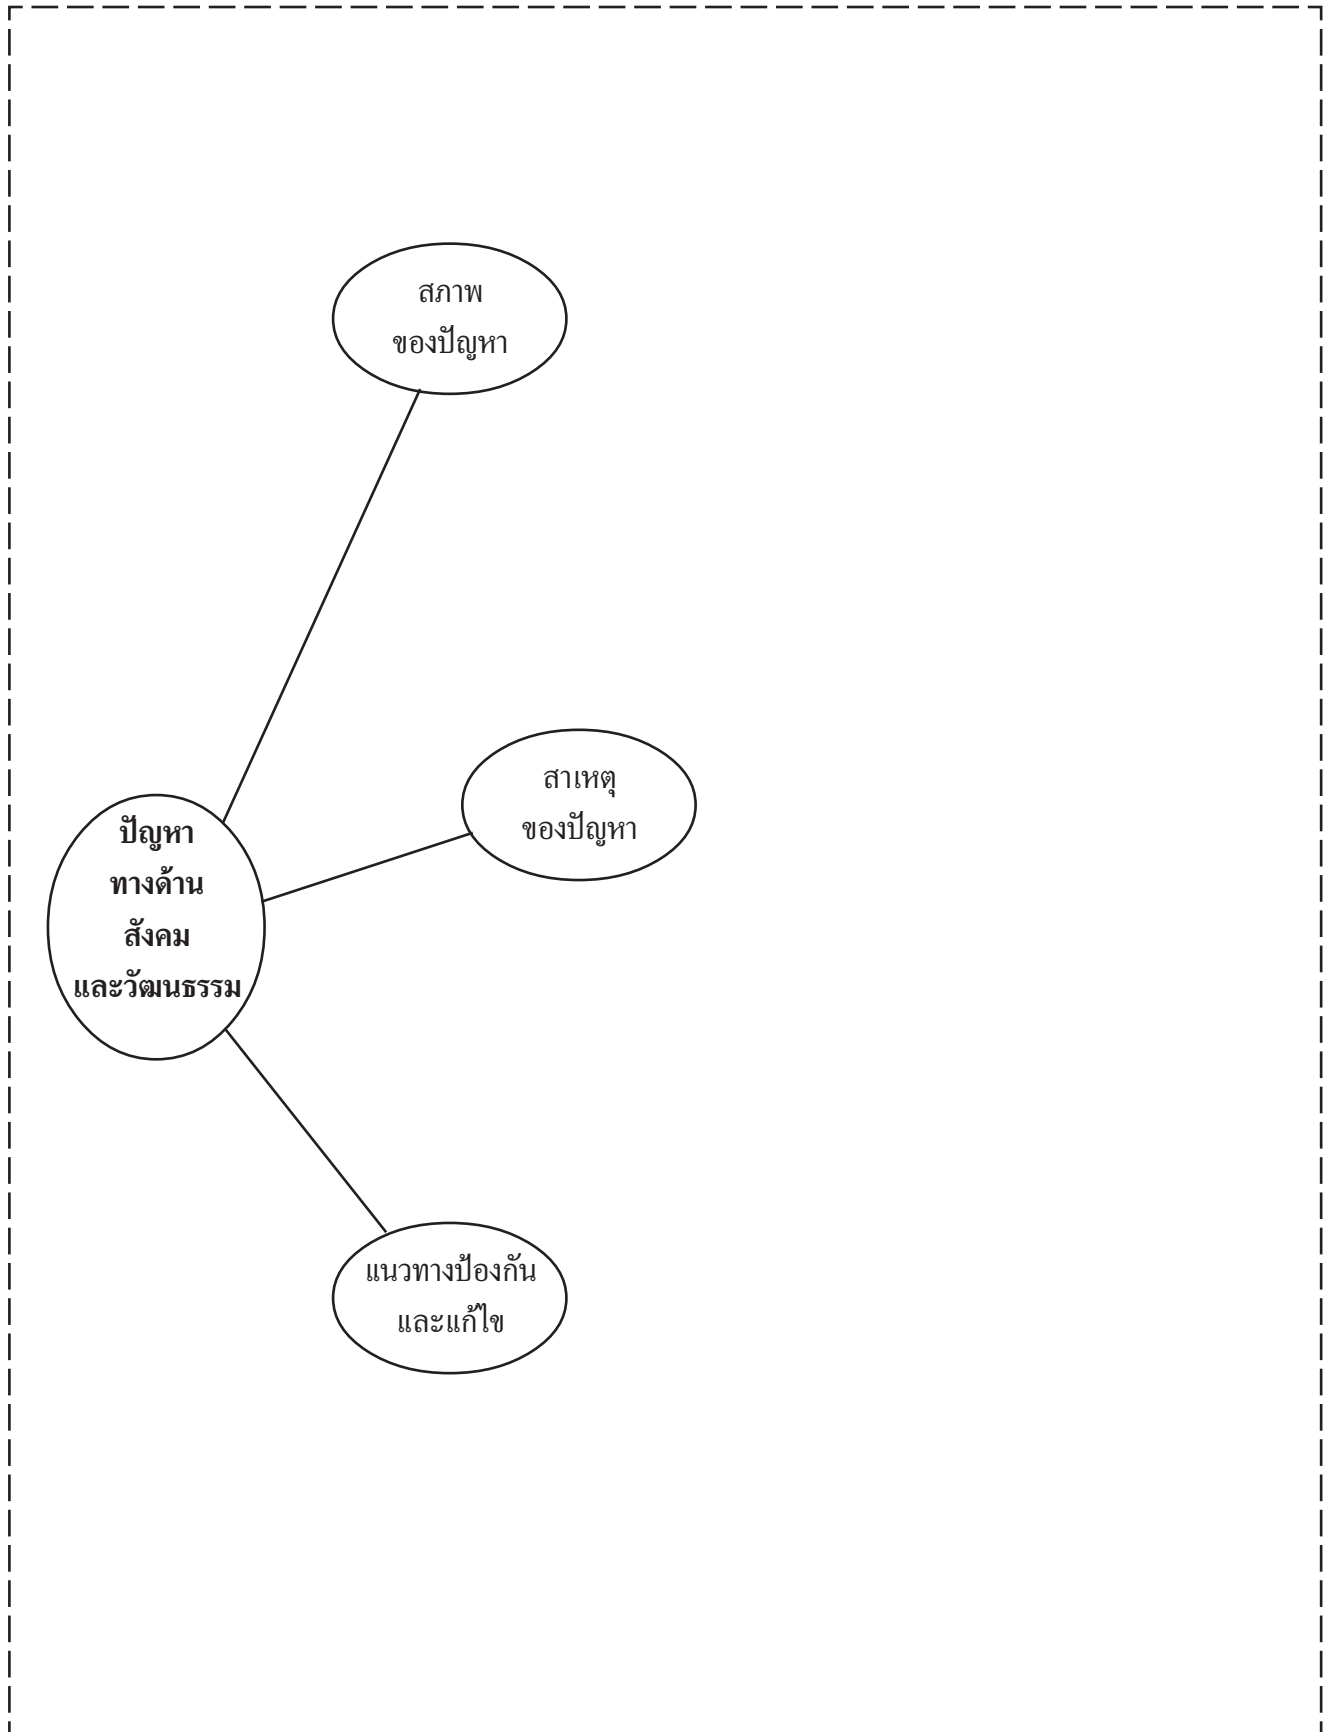 สภาพ
ของปัญหา
สาเหตุ
ของปัญหา
ปัญหา
ทางด้าน
สังคม
และวัฒนธรรม
แนวทางป้องกัน
และแก้ไข